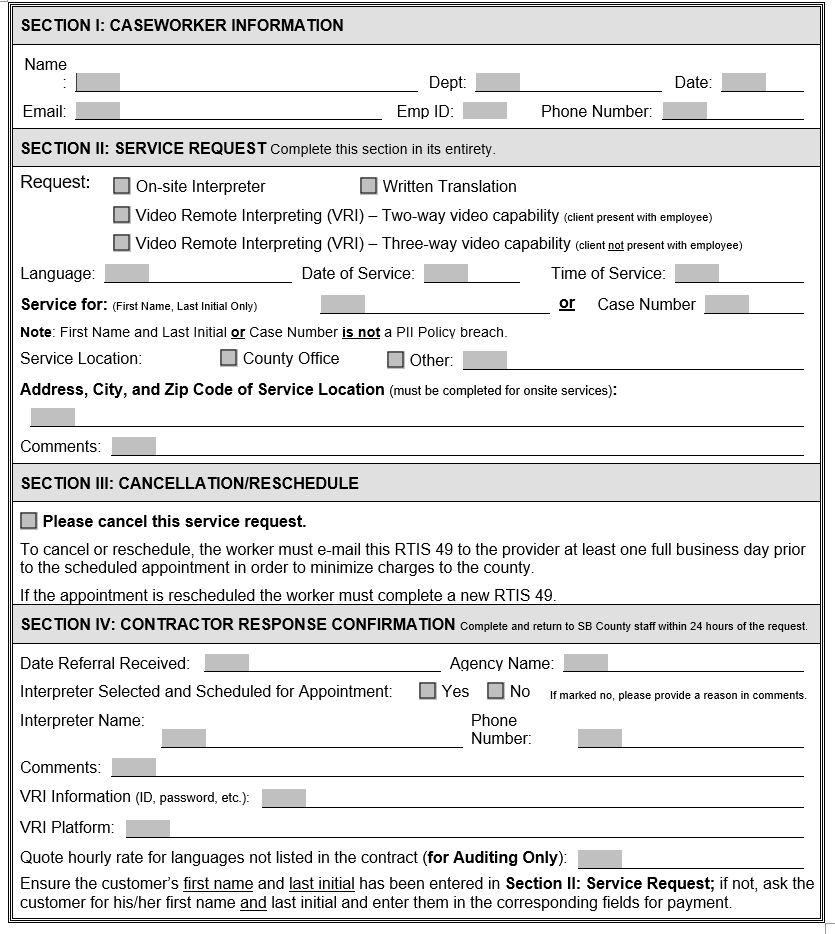 SECTION I: CASEWORKER INFORMATION
Name
: Dept: Date:
Email: Emp ID: Phone Number:
SECTION II: SERVICE REQUEST Complete this section in its entirety.
Request: On-site Interpreter Written Translation
Video Remote Interpreting (VRI) – Two-way video capability (client present with employee)
Video Remote Interpreting (VRI) – Three-way video capability (client not present with employee)
Language: Date of Service: Time of Service:
Service for: (First Name, Last Initial Only) or Case Number
Note: First Name and Last Initial or Case Number is not a PII Policy breach.
Service Location: County Office Other:
Address, City, and Zip Code of Service Location (must be completed for onsite services):
Comments:
SECTION III: CANCELLATION/RESCHEDULE
Please cancel this service request.
To cancel or reschedule, the worker must e-mail this RTIS 49 to the provider at least one full business day prior
to the scheduled appointment in order to minimize charges to the county.
If the appointment is rescheduled the worker must complete a new RTIS 49.
SECTION IV: CONTRACTOR RESPONSE CONFIRMATION Complete and return to SB County staff within 24 hours of the request.
Date Referral Received: Agency Name:
Interpreter Selected and Scheduled for Appointment: Yes No If marked no, please provide a reason in comments.
Interpreter Name: Phone
Number:
Comments:
VRI Information (ID, password, etc.):
VRI Platform:
Quote hourly rate for languages not listed in the contract (for Auditing Only):
Ensure the customer's first name and last initial has been entered in Section II: Service Request; if not, ask the
customer for his/her first name and last initial and enter them in the corresponding fields for payment.